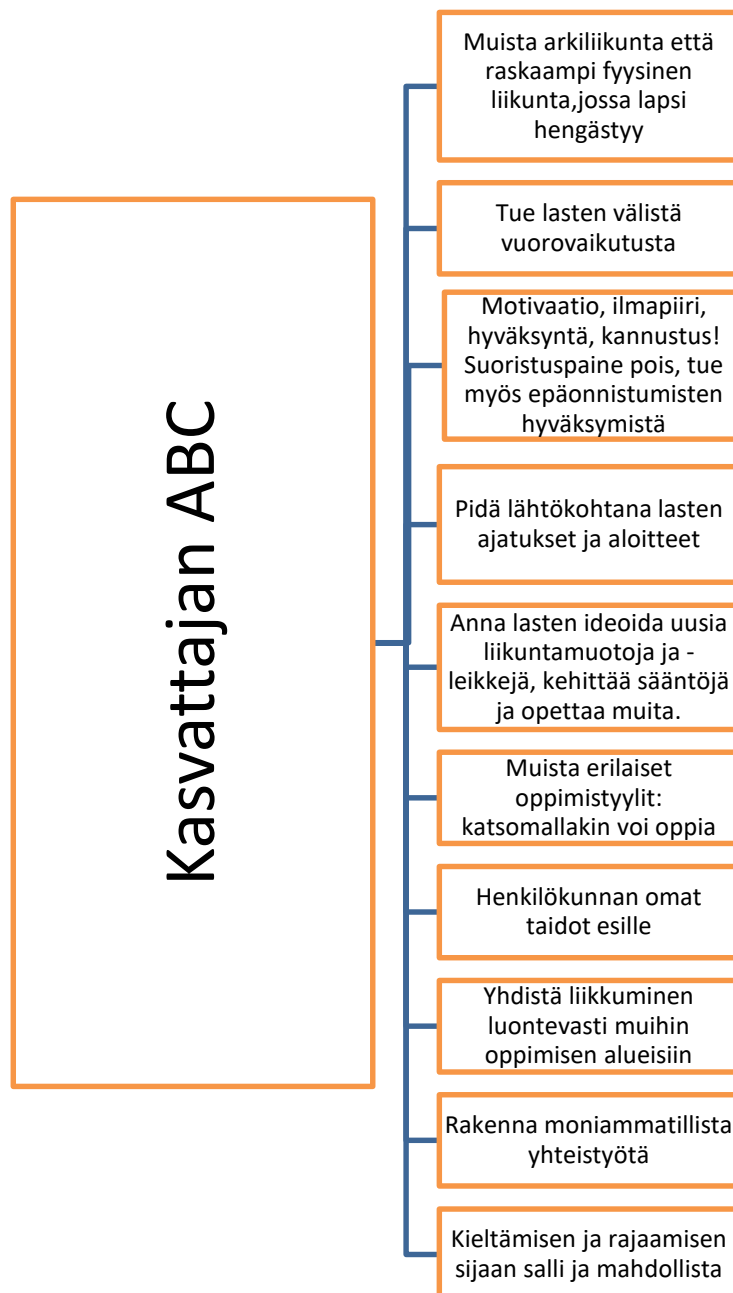 Kasvattajan ABC
Muista arkiliikunta että
raskaampi fyysinen
liikunta,jossa lapsi
hengästyy
Tue lasten välistä
vuorovaikutusta
Motivaatio, ilmapiiri,
hyväksyntä, kannustus!
Suoristuspaine pois, tue
myös epäonnistumisten
hyväksymistä
Pidä lähtökohtana lasten
ajatukset ja aloitteet
Anna lasten ideoida uusia
liikuntamuotoja ja -
leikkejä, kehittää sääntöjä
ja opettaa muita.
Muista erilaiset
oppimistyylit:
katsomallakin voi oppia
Henkilökunnan omat
taidot esille
Yhdistä liikkuminen
luontevasti muihin
oppimisen alueisiin
Rakenna moniammatillista
yhteistyötä
Kieltämisen ja rajaamisen
sijaan salli ja mahdollista